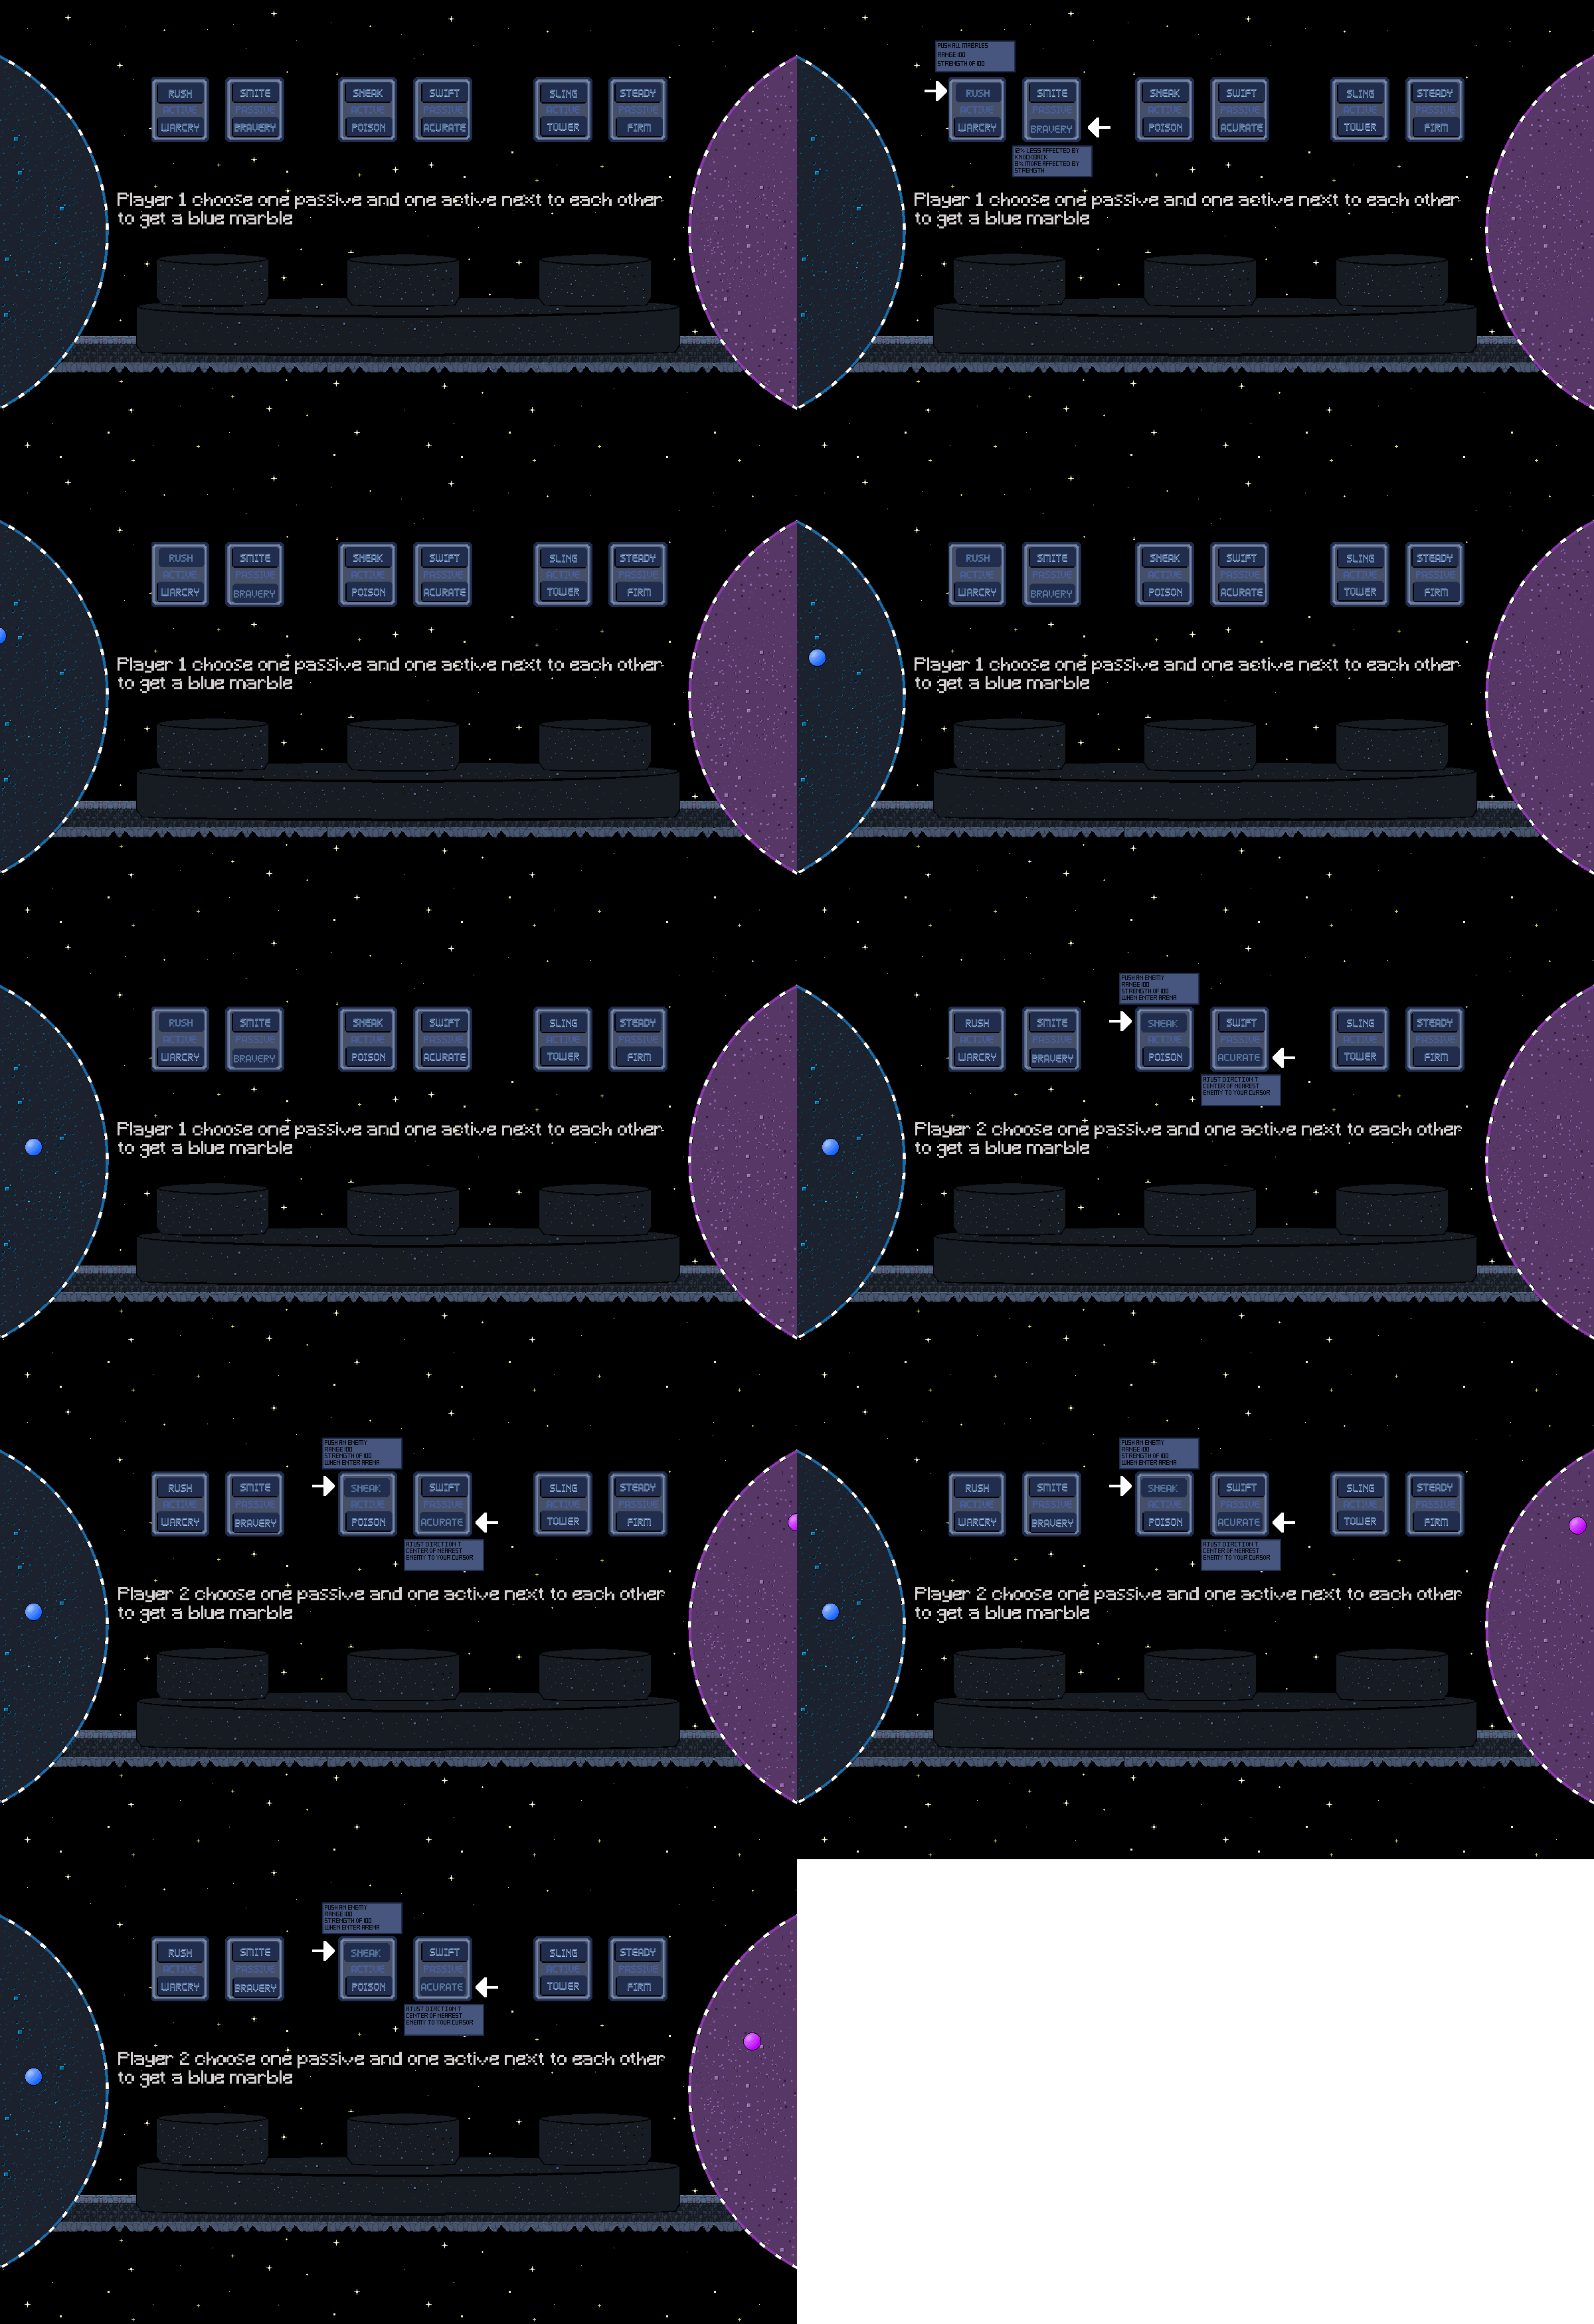 RUSH SMITE SNEAK SWIFT SLING STEADY
ACTIVE PASSIVE ACTIVE PASSIVE ACTIVE PASSIVE
WARCRY BRAVERY POISON ACURATE TOWER FIRM
Player 1 choose one passive and one active next to each other
to get a blue marble
PUSH ALL MARBLES
RANGE 100
STRENGTH OF 100
RUSH SMITE SNEAK SWIFT SLING STEADY
ACTIVE PASSIVE ACTIVE PASSIVE ACTIVE PASSIVE
WARCRY BRAVERY POISON ACURATE TOWER FIRM
12% LESS AFFECTED BY
KNOCKBACK
8% MORE AFFECTED BY
STRENGTH
Player 1 choose one passive and one active next to each other
to get a blue marble
RUSH SMITE SNEAK SWIFT SLING STEADY
ACTIVE PASSIVE ACTIVE PASSIVE ACTIVE PASSIVE
WARCRY BRAVERY POISON ACURATE TOWER FIRM
Player 1 choose one passive and one active next to each other
to get a blue marble
RUSH SMITE SNEAK SWIFT SLING STEADY
ACTIVE PASSIVE ACTIVE PASSIVE ACTIVE PASSIVE
WARCRY BRAVERY POISON ACURATE TOWER FIRM
Player 1 choose one passive and one active next to each other
to get a blue marble
RUSH SMITE SNEAK SWIFT SLING STEADY
ACTIVE PASSIVE ACTIVE PASSIVE ACTIVE PASSIVE
WARCRY BRAVERY POISON ACURATE TOWER FIRM
Player 1 choose one passive and one active next to each other
to get a blue marble
PUSH AN ENEMY
RANGE 100
STRENGTH OF 100
WHEN ENTER ARENA
RUSH SMITE SNEAK SWIFT SLING STEADY
ACTIVE PASSIVE ACTIVE PASSIVE ACTIVE PASSIVE
WARCRY BRAVERY POISON ACURATE TOWER FIRM
AJUST DIRCTION T
CENTER OF NEAREST
ENEMY TO YOUR CURSOR
Player 2 choose one passive and one active next to each other
to get a blue marble
PUSH AN ENEMY
RANGE 100
STRENGTH OF 100
WHEN ENTER ARENA
RUSH SMITE SNEAK SWIFT SLING STEADY
ACTIVE PASSIVE ACTIVE PASSIVE ACTIVE PASSIVE
WARCRY BRAVERY POISON ACURATE TOWER FIRM
AJUST DIRCTION T
CENTER OF NEAREST
ENEMY TO YOUR CURSOR
Player 2 choose one passive and one active next to each other
to get a blue marble
PUSH AN ENEMY
RANGE 100
STRENGTH OF 100
WHEN ENTER ARENA
RUSH SMITE SNEAK SWIFT SLING STEADY
ACTIVE PASSIVE ACTIVE PASSIVE ACTIVE PASSIVE
WARCRY BRAVERY POISON ACURATE TOWER FIRM
AJUST DIRCTION T
CENTER OF NEAREST
ENEMY TO YOUR CURSOR
Player 2 choose one passive and one active next to each other
to get a blue marble
PUSH AN ENEMY
RANGE 100
STRENGTH OF 100
WHEN ENTER ARENA
RUSH SMITE SNEAK SWIFT SLING STEADY
ACTIVE PASSIVE ACTIVE PASSIVE ACTIVE PASSIVE
WARCRY BRAVERY POISON ACURATE TOWER FIRM
AJUST DIRCTION T
CENTER OF NEAREST
ENEMY TO YOUR CURSOR
Player 2 choose one passive and one active next to each other
to get a blue marble